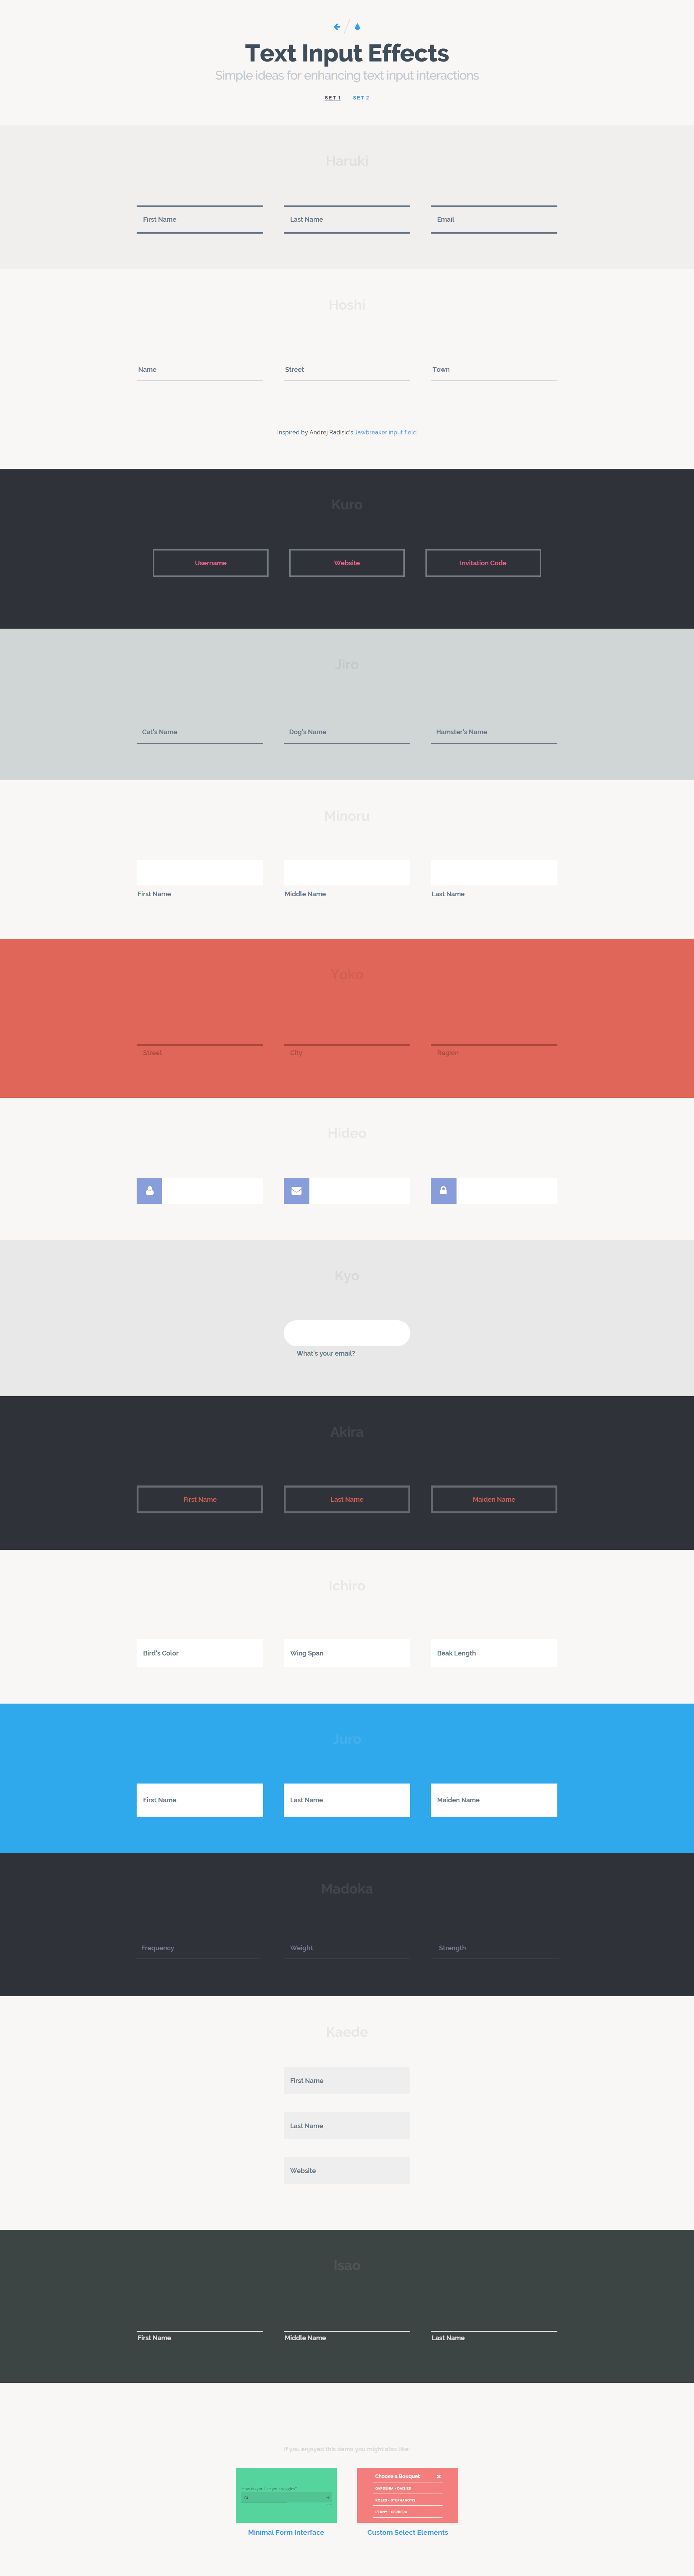 Text Input Effects
Simple ideas for enhancing text input interactions
SET 1 SET 2
Haruki
First Name Last Name Email
Hoshi
Name Street Town
Inspired by Andrej Radisic's Jawbreaker input field
Kuro
Username Website Invitation Code
Jiro
Cat's Name Dog's Name Hamster's Name
Minoru
First Name Middle Name Last Name
Yoko
Street City Region
Hideo
Kyo
What's your email?
Akira
First Name Last Name Maiden Name
Ichiro
Bird's Color Wing Span Beak Length
Juro
First Name Last Name Maiden Name
Madoka
Frequency Weight Strength
Kaede
First Name
Last Name
Website
Isao
First Name Middle Name Last Name
If you enjoyed this demo you might also like:
Choose a Bouquet
Minimal Form Interface Custom Select Elements